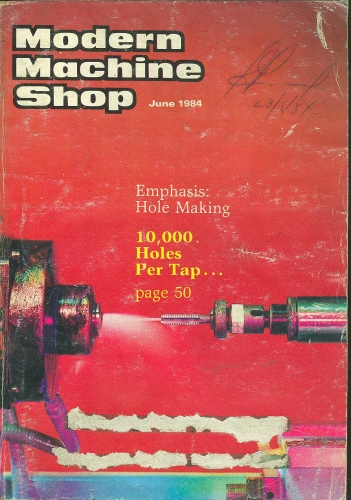 Modern
Machine
Shop
June 1984
Emphasis:
Hole Making
10,000
Holes
Per Tap...
page 50